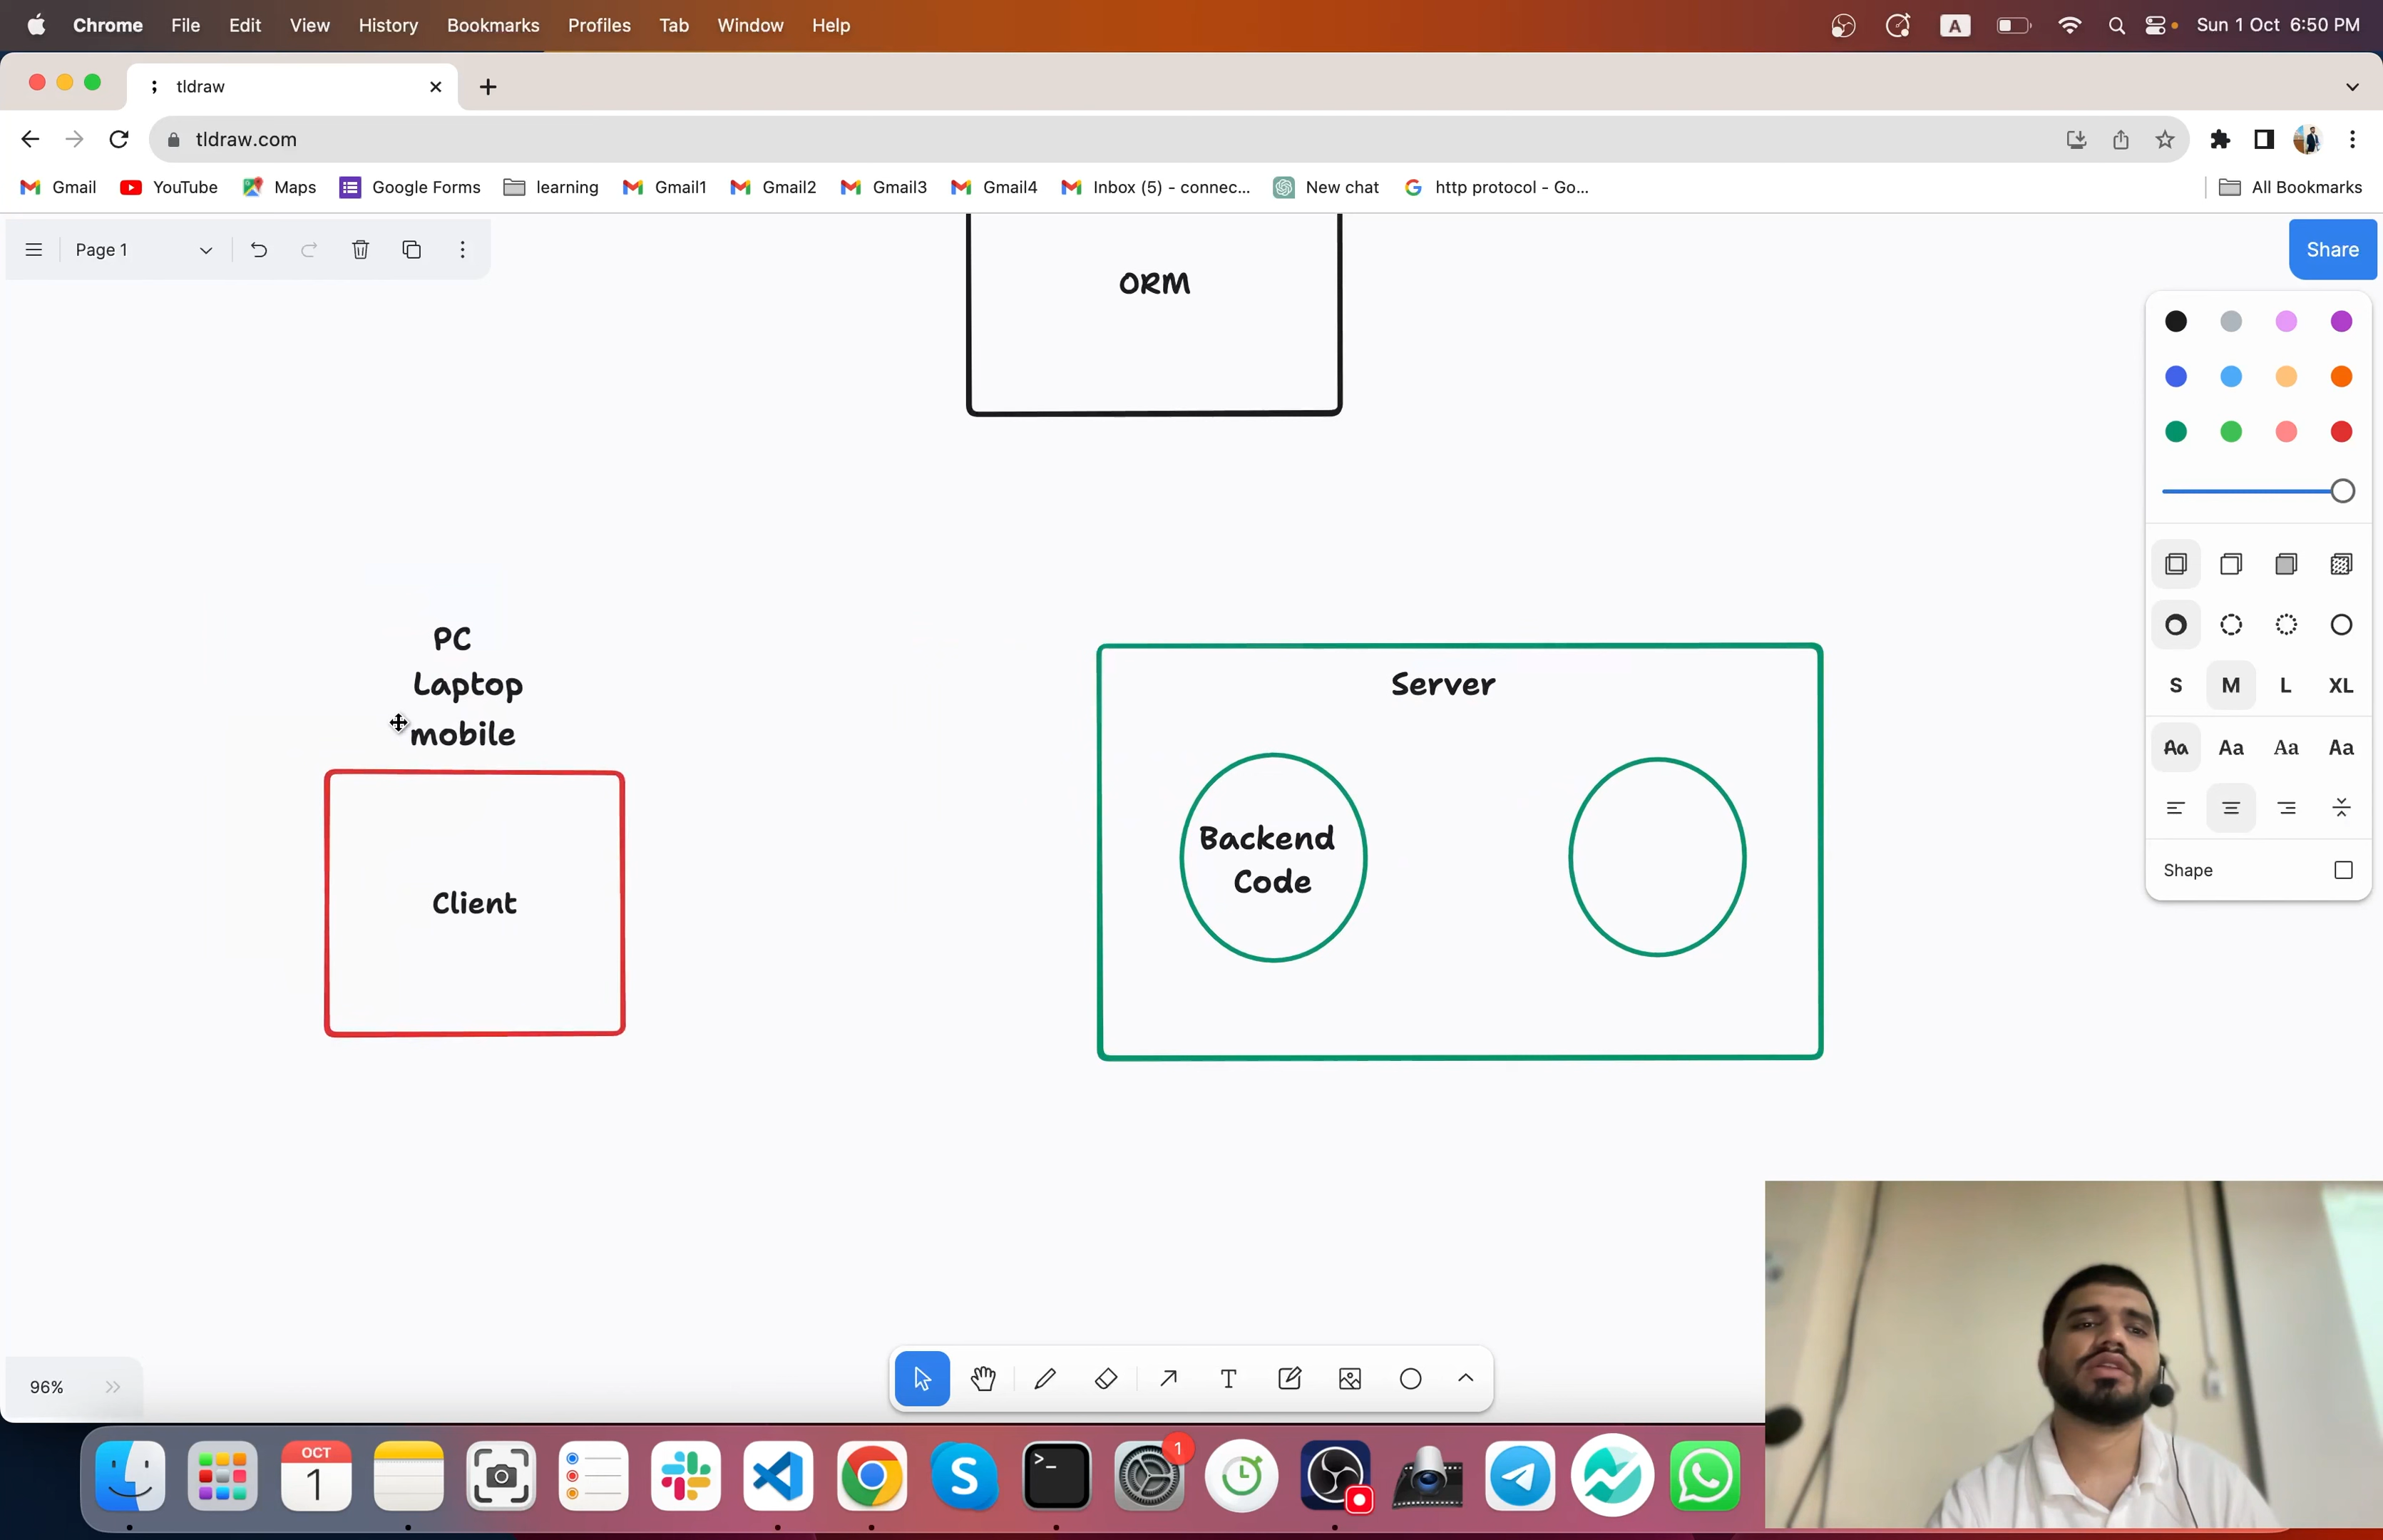 Chrome File Edit View History Bookmarks Profiles Tab Window Help A Sun 1 Oct 6:50 PM
tldraw
tldraw.com
Gmail YouTube Maps Google Forms learning Gmail1 Gmail2 Gmail3 Gmail4 Inbox (5) - connec... New chat http protocol - Go... All Bookmarks
Page 1 Share
ORM
PC
Laptop
mobile
Client
Server
Backend
Code
S M L XL
Aa Aa Aa Aa
Shape
T
96%
OCT
1
S
>_
1